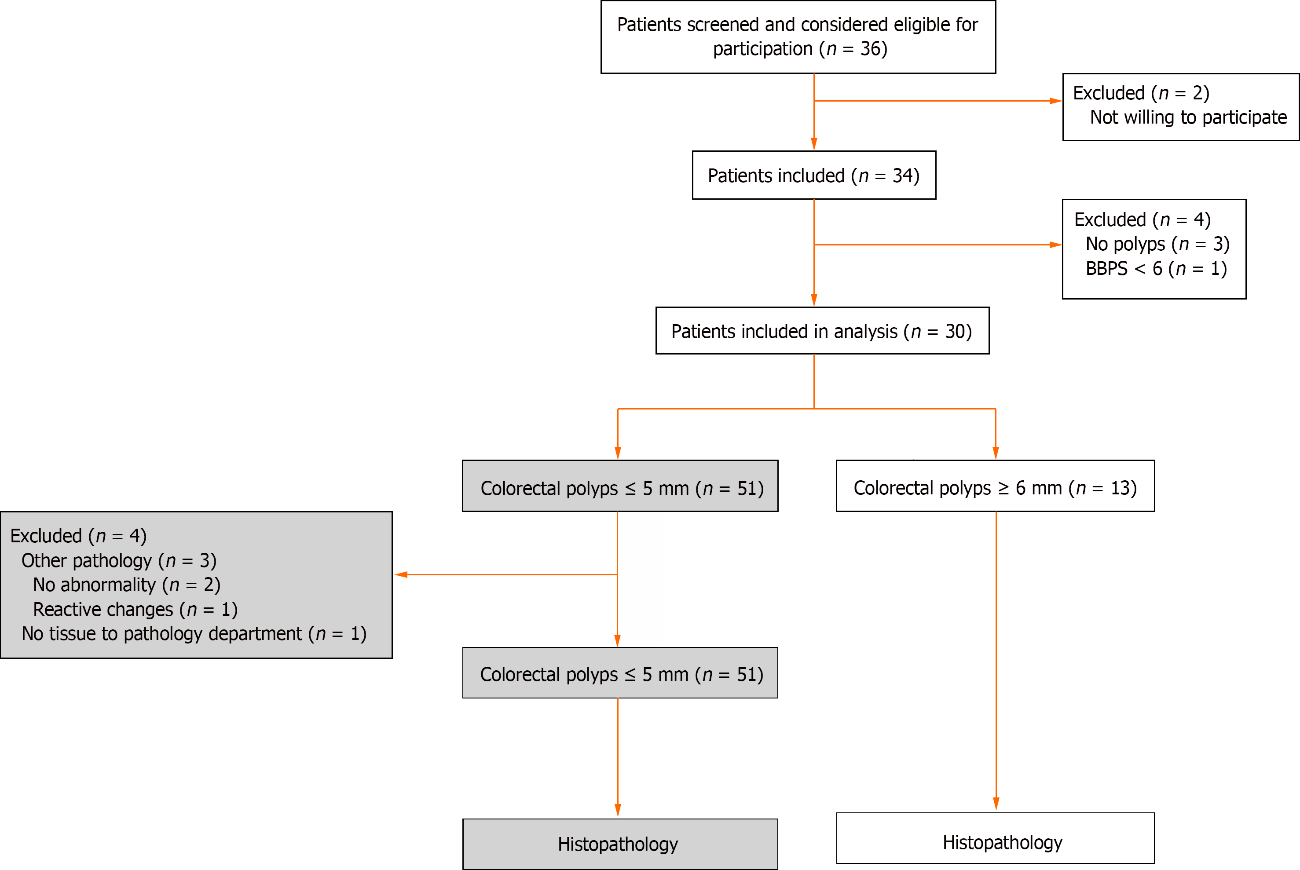 Patients screened and considered eligible for
participation (n = 36)
Excluded (n = 2)
Not willing to participate
Patients included (n = 34)
Excluded (n = 4)
No polyps (n = 3)
BBPS < 6 (n = 1)
Patients included in analysis (n = 30)
Colorectal polyps ≤ 5 mm (n = 51)
Colorectal polyps ≥ 6 mm (n = 13)
Excluded (n = 4)
Other pathology (n = 3)
No abnormality (n = 2)
Reactive changes (n = 1)
No tissue to pathology department (n = 1)
Colorectal polyps ≤ 5 mm (n = 51)
Histopathology
Histopathology